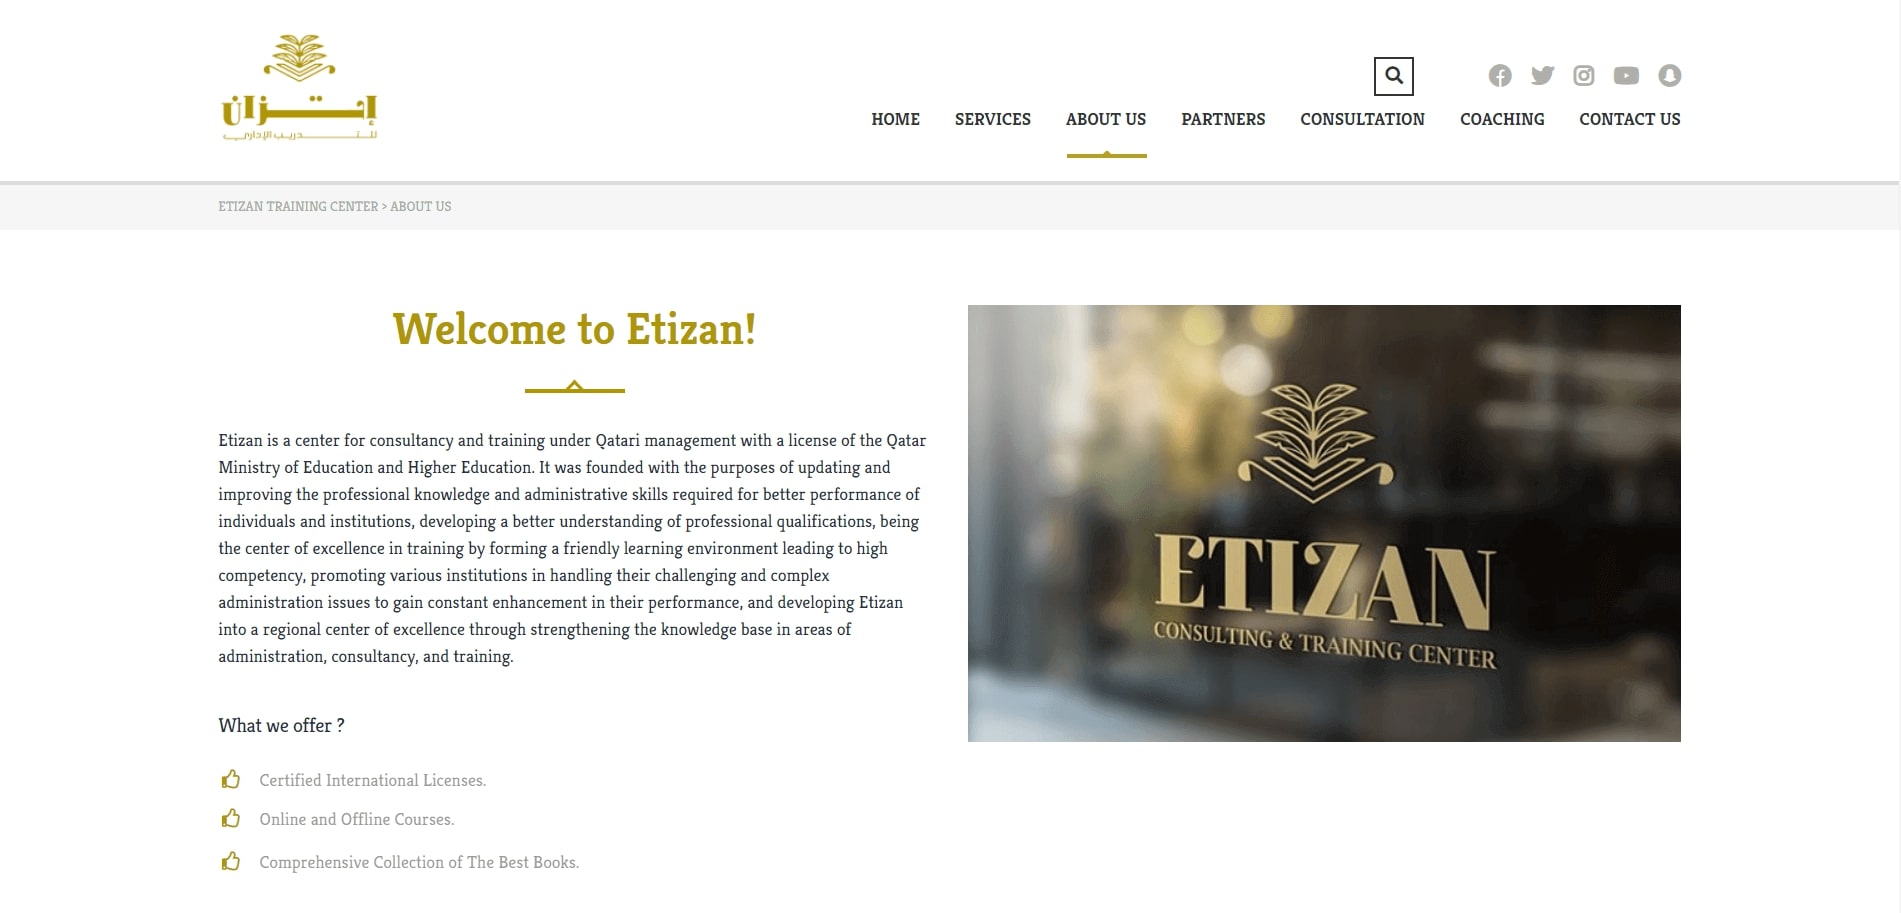 إتـــزان
للتـــدريب الإداري
HOME SERVICES ABOUT US PARTNERS CONSULTATION COACHING CONTACT US
ETIZAN TRAINING CENTER > ABOUT US
Welcome to Etizan!
Etizan is a center for consultancy and training under Qatari management with a license of the Qatar
Ministry of Education and Higher Education. It was founded with the purposes of updating and
improving the professional knowledge and administrative skills required for better performance of
individuals and institutions, developing a better understanding of professional qualifications, being
the center of excellence in training by forming a friendly learning environment leading to high
competency, promoting various institutions in handling their challenging and complex
administration issues to gain constant enhancement in their performance, and developing Etizan
into a regional center of excellence through strengthening the knowledge base in areas of
administration, consultancy, and training.
What we offer ?
Certified International Licenses.
Online and Offline Courses.
Comprehensive Collection of The Best Books.
ETIZAN
CONSULTING & TRAINING CENTER